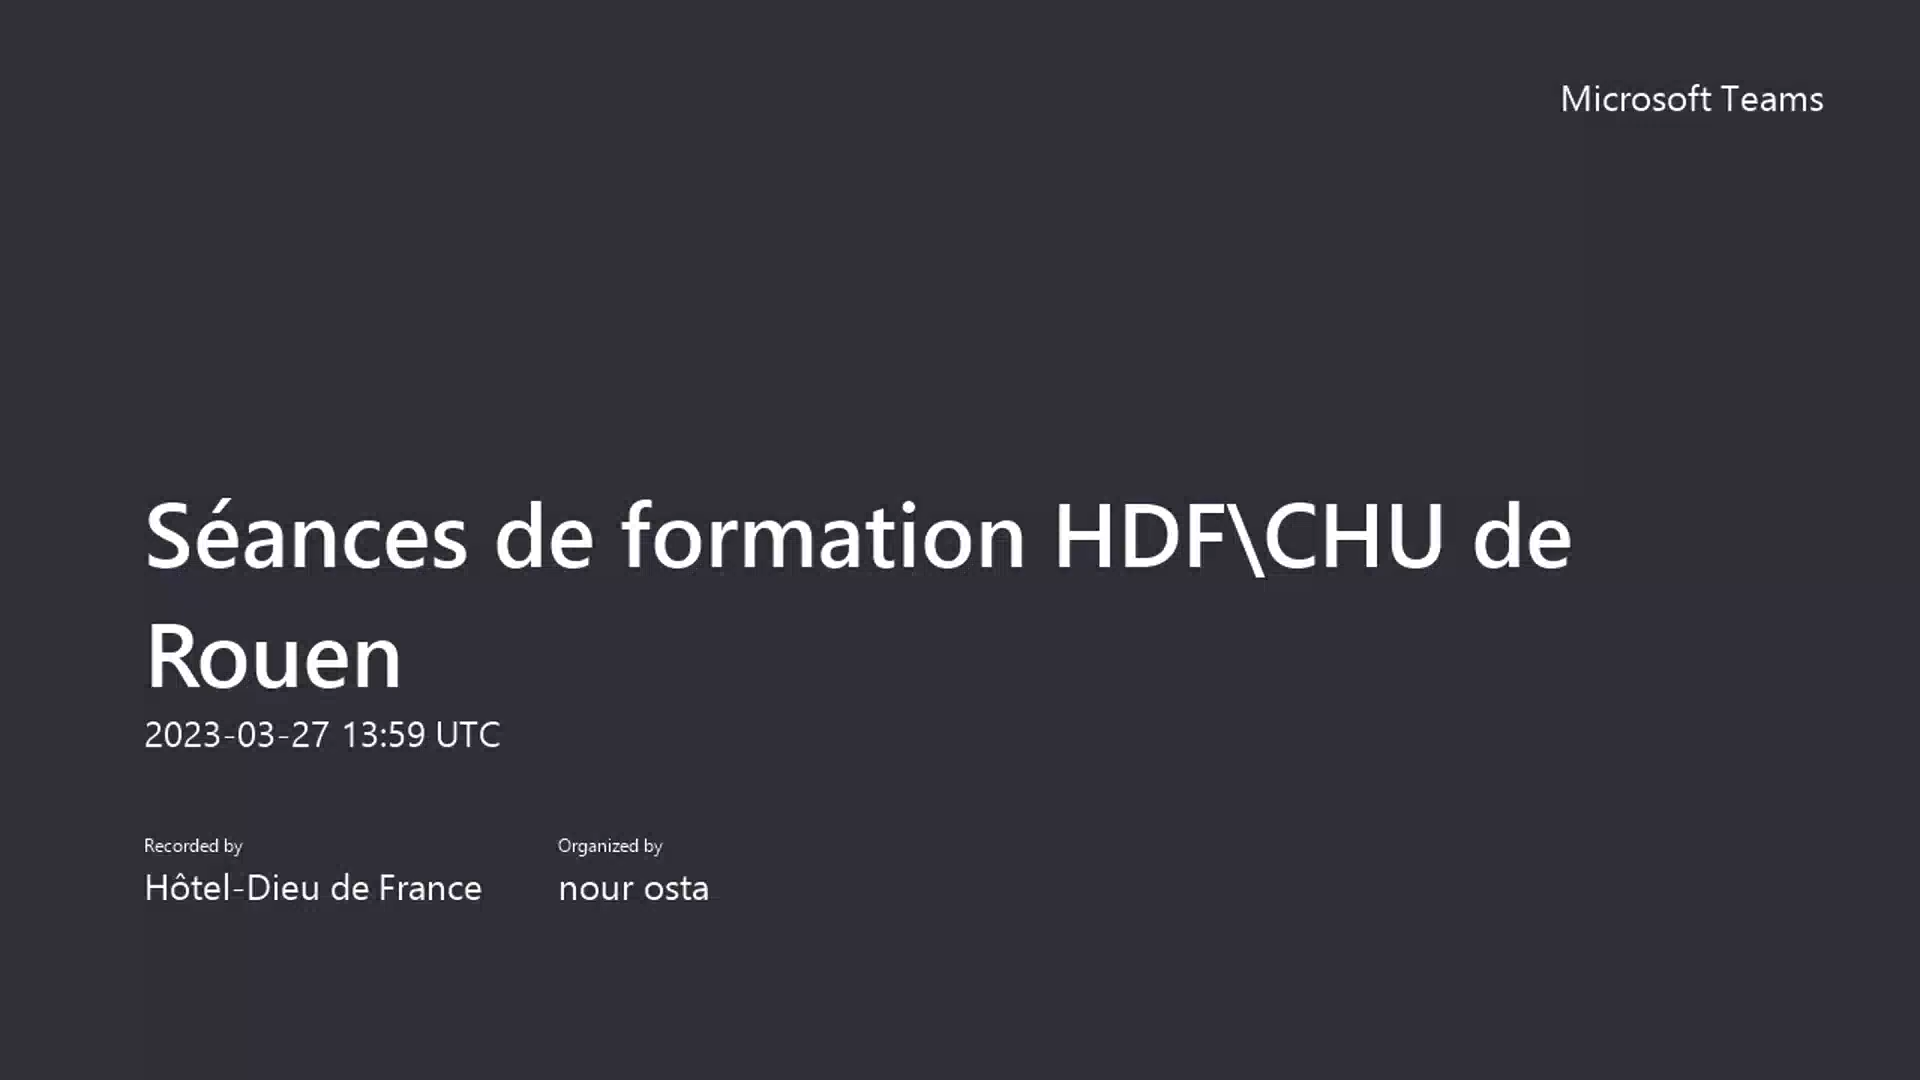 Microsoft Teams
Séances de formation HDF\CHU de
Rouen
2023-03-27 13:59 UTC
Recorded by
Organized by
Hôtel-Dieu de France
nour osta